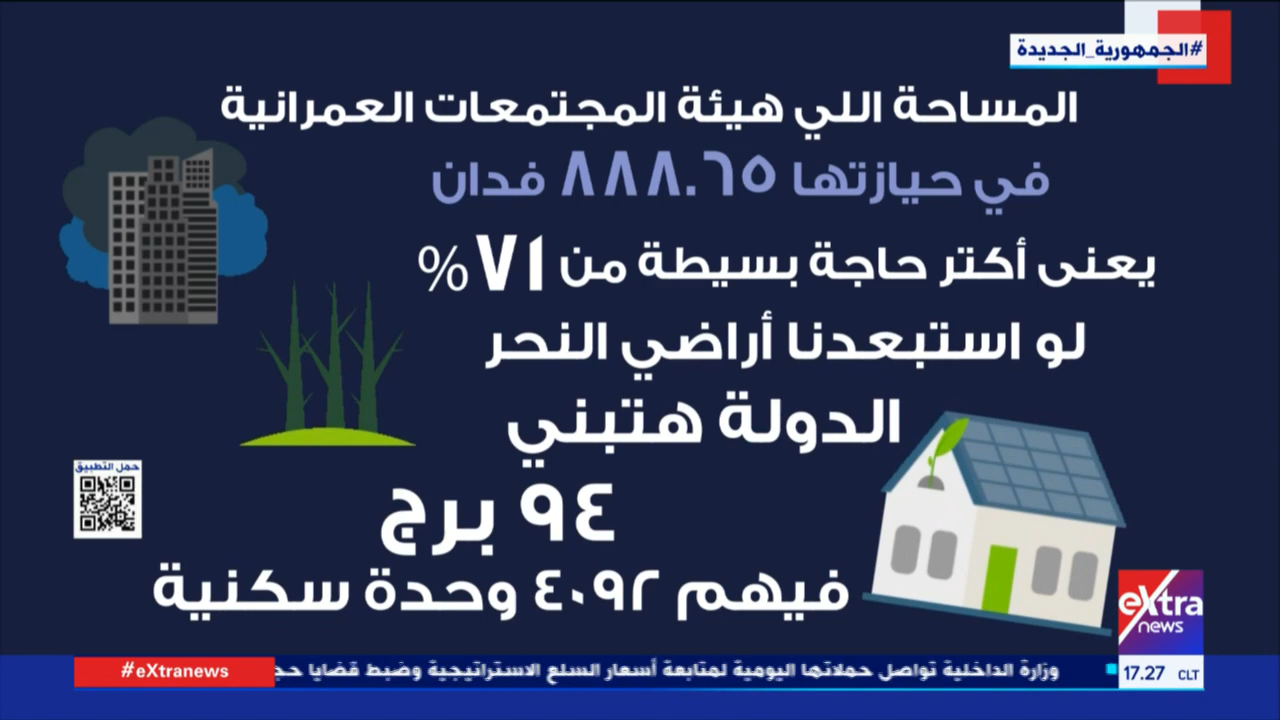 #الجمهورية_الجديدة
المساحة اللي هيئة المجتمعات العمرانية
في حيازتها ٨٨٨.٦٥ فدان
يعنى أكتر حاجة بسيطة من ٧١%
لو استبعدنا أراضي النحر
الدولة هتبني
٩٤ برج
فيهم ٤٠٩٢ وحدة سكنية
حمل التطبيق
eXtra
news
#eXtranews
وزارة الداخلية تواصل حملاتها اليومية لمتابعة أسعار السلع الاستراتيجية وضبط قضايا
17.27 CLT